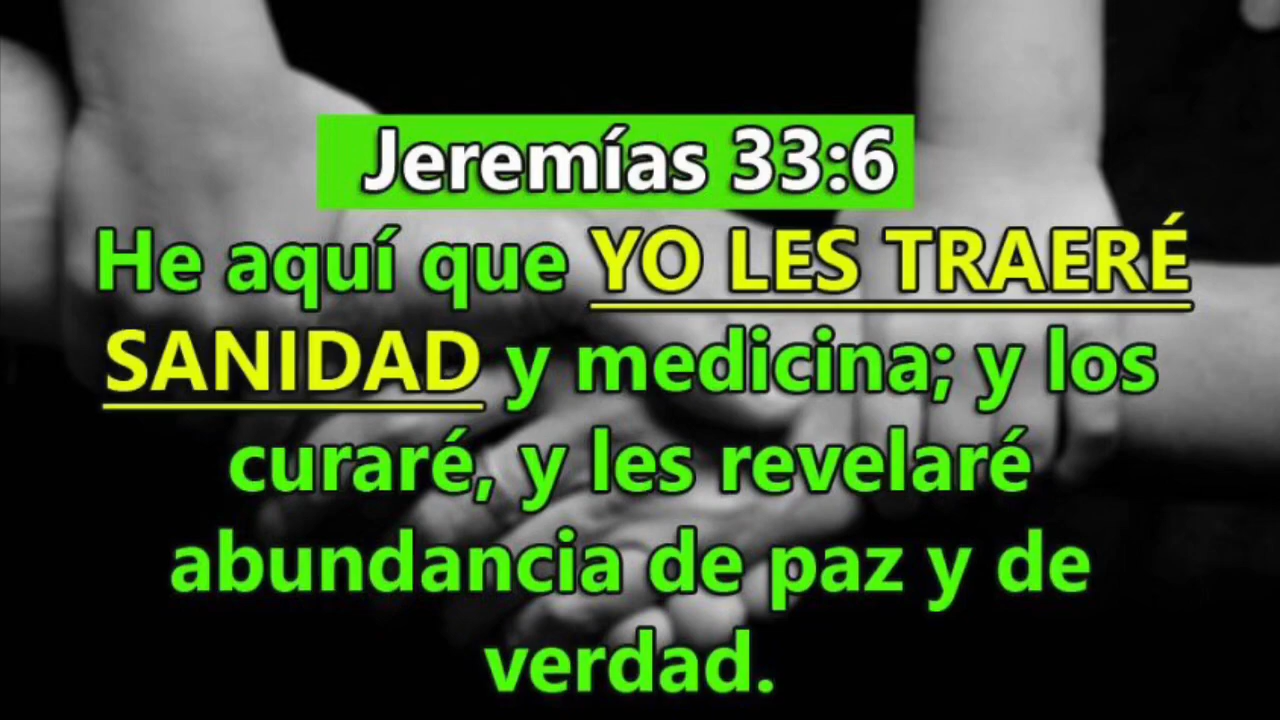 Jeremías 33:6
He aquí que YO LES TRAERÉ
SANIDAD y medicina; y los
curaré, y les revelaré
abundancia de paz y de
verdad.